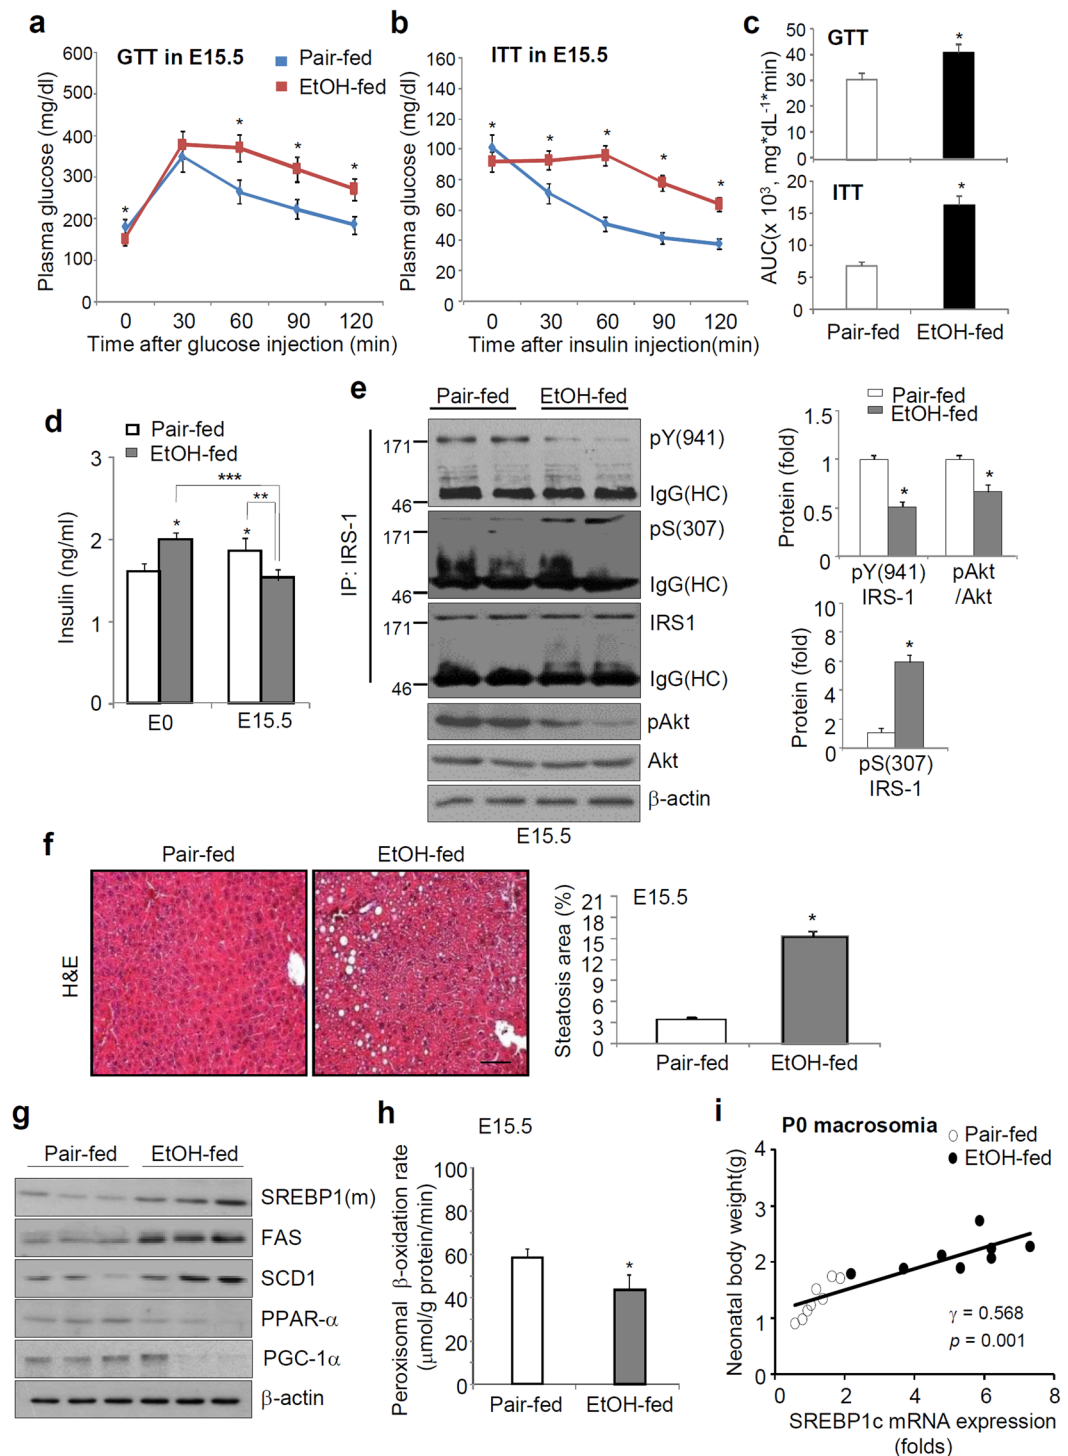 a
GTT in E15.5
Pair-fed
EtOH-fed
Plasma glucose (mg/dl)
600
500
400
300
200
100
0
* * * *
0 30 60 90 120
Time after glucose injection(min)
b
ITT in E15.5
Plasma glucose (mg/dl)
160
140
120
100
80
60
40
20
0
* * * * *
0 30 60 90 120
Time after insulin injection(min)
c
GTT
50
40
30
20
10
0
*
ITT
20
15
10
5
0
*
AUC(x 10³, mg*dL⁻¹*min)
Pair-fed EtOH-fed
d
Pair-fed
EtOH-fed
Insulin (ng/ml)
3
2
1
0
***
**
* *
E0 E15.5
e
Pair-fed EtOH-fed
IP: IRS-1
171 pY(941)
46 IgG(HC)
171 pS(307)
46 IgG(HC)
171 IRS1
46 IgG(HC)
pAkt
Akt
β-actin
E15.5
Pair-fed
EtOH-fed
Protein (fold)
1.5
1
0.5
0
* *
pY(941) pAkt
IRS-1 /Akt
Protein (fold)
10
8
6
4
2
0
*
pS(307)
IRS-1
f
Pair-fed EtOH-fed
H&E
E15.5
Steatosis area (%)
21
18
15
12
9
6
3
0
*
Pair-fed EtOH-fed
g
Pair-fed EtOH-fed
SREBP1(m)
FAS
SCD1
PPAR-α
PGC-1α
β-actin
h
E15.5
Peroxisomal β-oxidation rate
(μmol/g protein/min)
100
80
60
40
20
0
*
Pair-fed EtOH-fed
i
P0 macrosomia
Pair-fed
EtOH-fed
Neonatal body weight(g)
4
3
2
1
0
γ = 0.568
p = 0.001
0 2 4 6 8
SREBP1c mRNA expression
(folds)